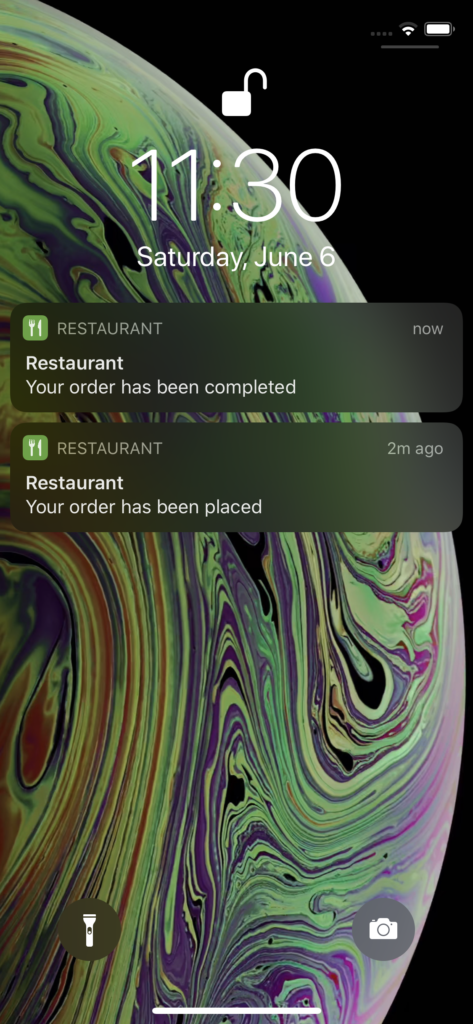 11:30
Saturday, June 6
RESTAURANT now
Restaurant
Your order has been completed
RESTAURANT 2m ago
Restaurant
Your order has been placed